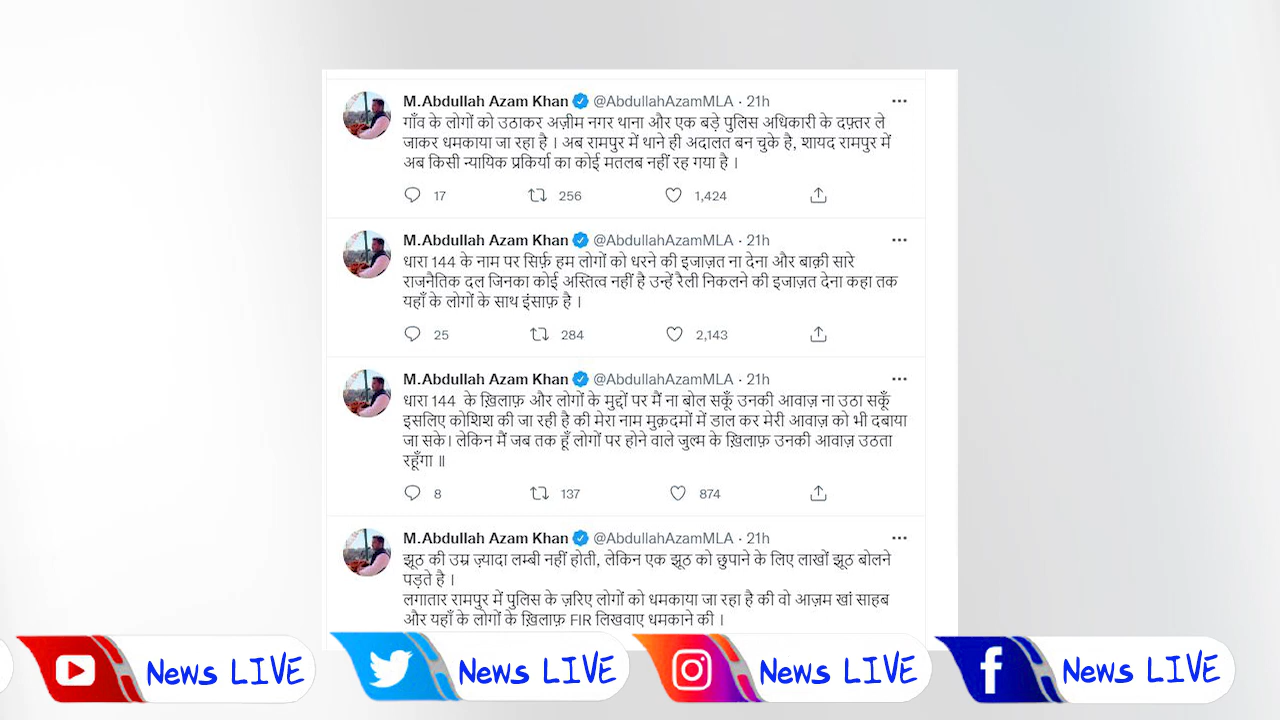 M.Abdullah Azam Khan @AbdullahAzamMLA · 21h
गाँव के लोगों को उठाकर अज़ीम नगर थाना और एक बड़े पुलिस अधिकारी के दफ़्तर ले
जाकर धमकाया जा रहा है । अब रामपुर में थाने ही अदालत बन चुके है, शायद रामपुर में
अब किसी न्यायिक प्रकिर्या का कोई मतलब नहीं रह गया है ।
17 256 1,424
M.Abdullah Azam Khan @AbdullahAzamMLA · 21h
धारा 144 के नाम पर सिर्फ़ हम लोगों को धरने की इजाज़त ना देना और बाक़ी सारे
राजनैतिक दल जिनका कोई अस्तित्व नहीं है उन्हें रैली निकलने की इजाज़त देना कहा तक
यहाँ के लोगों के साथ इंसाफ़ है ।
25 284 2,143
M.Abdullah Azam Khan @AbdullahAzamMLA · 21h
धारा 144 के ख़िलाफ़ और लोगों के मुद्दों पर मैं ना बोल सकूँ उनकी आवाज़ ना उठा सकूँ
इसलिए कोशिश की जा रही है की मेरा नाम मुक़दमों में डाल कर मेरी आवाज़ को भी दबाया
जा सके। लेकिन मैं जब तक हूँ लोगों पर होने वाले जुल्म के ख़िलाफ़ उनकी आवाज़ उठता
रहूँगा ॥
8 137 874
M.Abdullah Azam Khan @AbdullahAzamMLA · 21h
झूठ की उम्र ज़्यादा लम्बी नहीं होती, लेकिन एक झूठ को छुपाने के लिए लाखों झूठ बोलने
पड़ते है ।
लगातार रामपुर में पुलिस के ज़रिए लोगों को धमकाया जा रहा है की वो आज़म खां साहब
और यहाँ के लोगों के ख़िलाफ़ FIR लिखवाए धमकाने की ।
News LIVE News LIVE News LIVE News LIVE